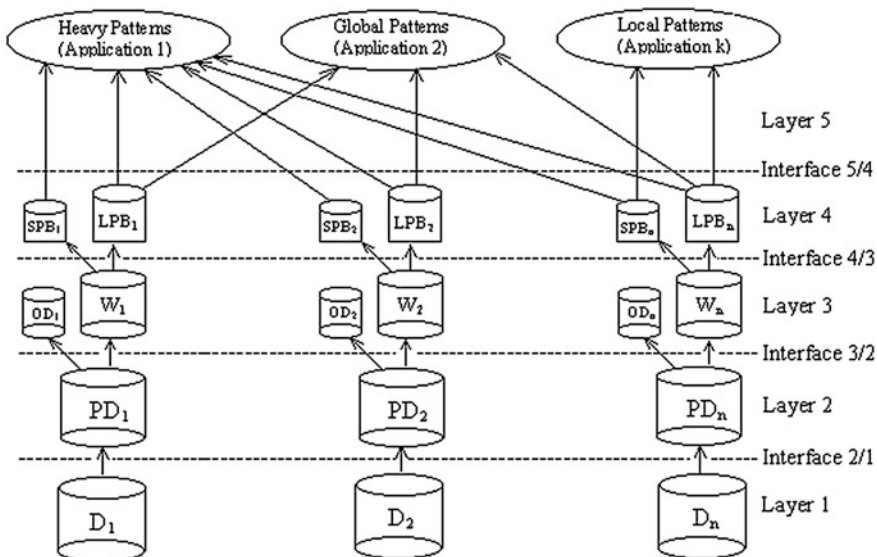 Heavy Patterns
(Application 1)
Global Patterns
(Application 2)
Local Patterns
(Application k)
Layer 5
Interface 5/4
SPB₁
LPB₁
SPB₂
LPB₂
SPBₙ
LPBₙ
Layer 4
Interface 4/3
OD₁
W₁
OD₂
W₂
ODₙ
Wₙ
Layer 3
Interface 3/2
PD₁
PD₂
PDₙ
Layer 2
Interface 2/1
D₁
D₂
Dₙ
Layer 1